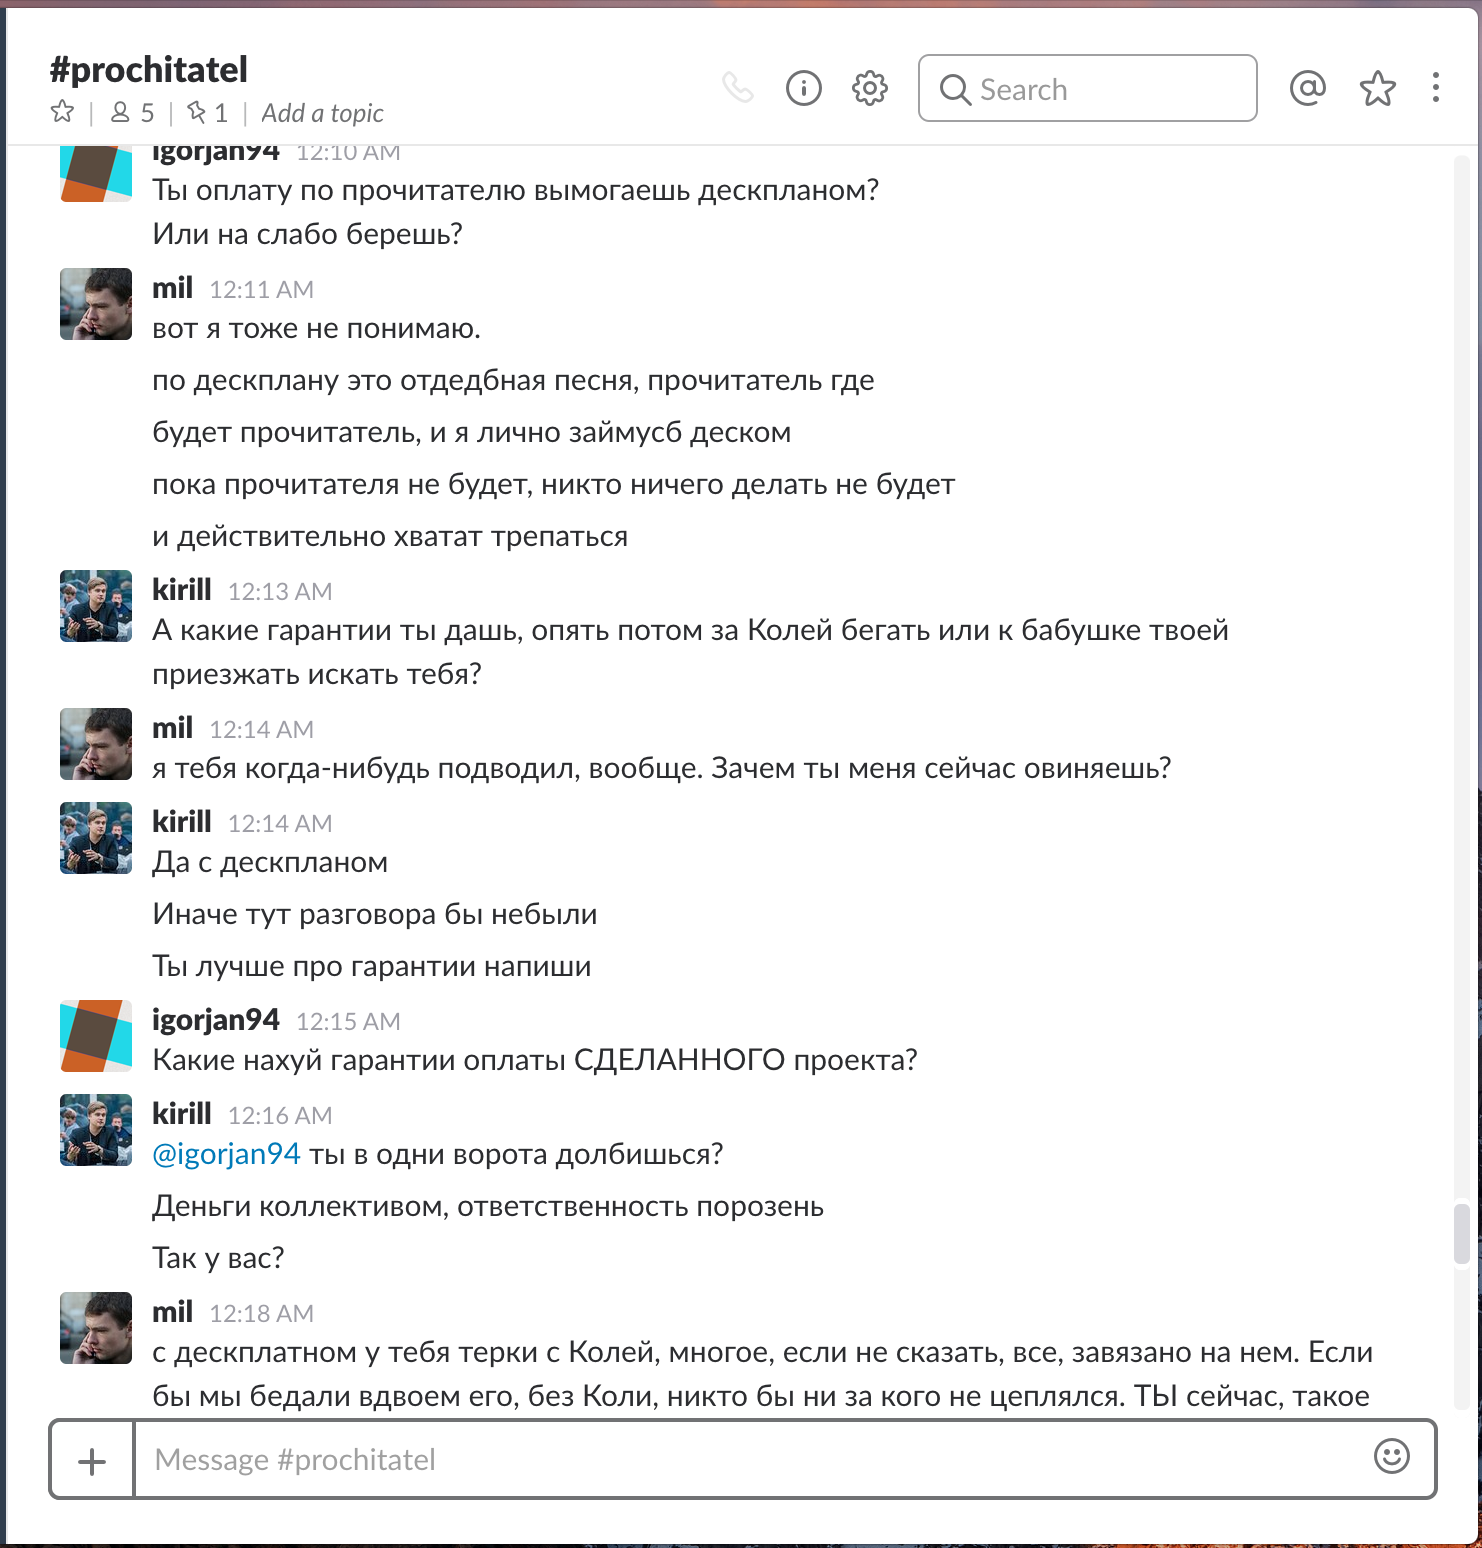 #prochitatel
5 | 1 | Add a topic
Search
igorjan94 12:10 AM
Ты оплату по прочитателю вымогаешь дескпланом?
Или на слабо берешь?
mil 12:11 AM
вот я тоже не понимаю.
по дескплану это отдедбная песня, прочитатель где
будет прочитатель, и я лично займусб деском
пока прочитателя не будет, никто ничего делать не будет
и действительно хватат трепаться
kirill 12:13 AM
А какие гарантии ты дашь, опять потом за Колей бегать или к бабушке твоей
приезжать искать тебя?
mil 12:14 AM
я тебя когда-нибудь подводил, вообще. Зачем ты меня сейчас овиняешь?
kirill 12:14 AM
Да с дескпланом
Иначе тут разговора бы небыли
Ты лучше про гарантии напиши
igorjan94 12:15 AM
Какие нахуй гарантии оплаты СДЕЛАННОГО проекта?
kirill 12:16 AM
@igorjan94 ты в одни ворота долбишься?
Деньги коллективом, ответственность порозень
Так у вас?
mil 12:18 AM
с дескплатном у тебя терки с Колей, многое, если не сказать, все, завязано на нем. Если
бы мы бедали вдвоем его, без Коли, никто бы ни за кого не цеплялся. ТЫ сейчас, такое
Message #prochitatel